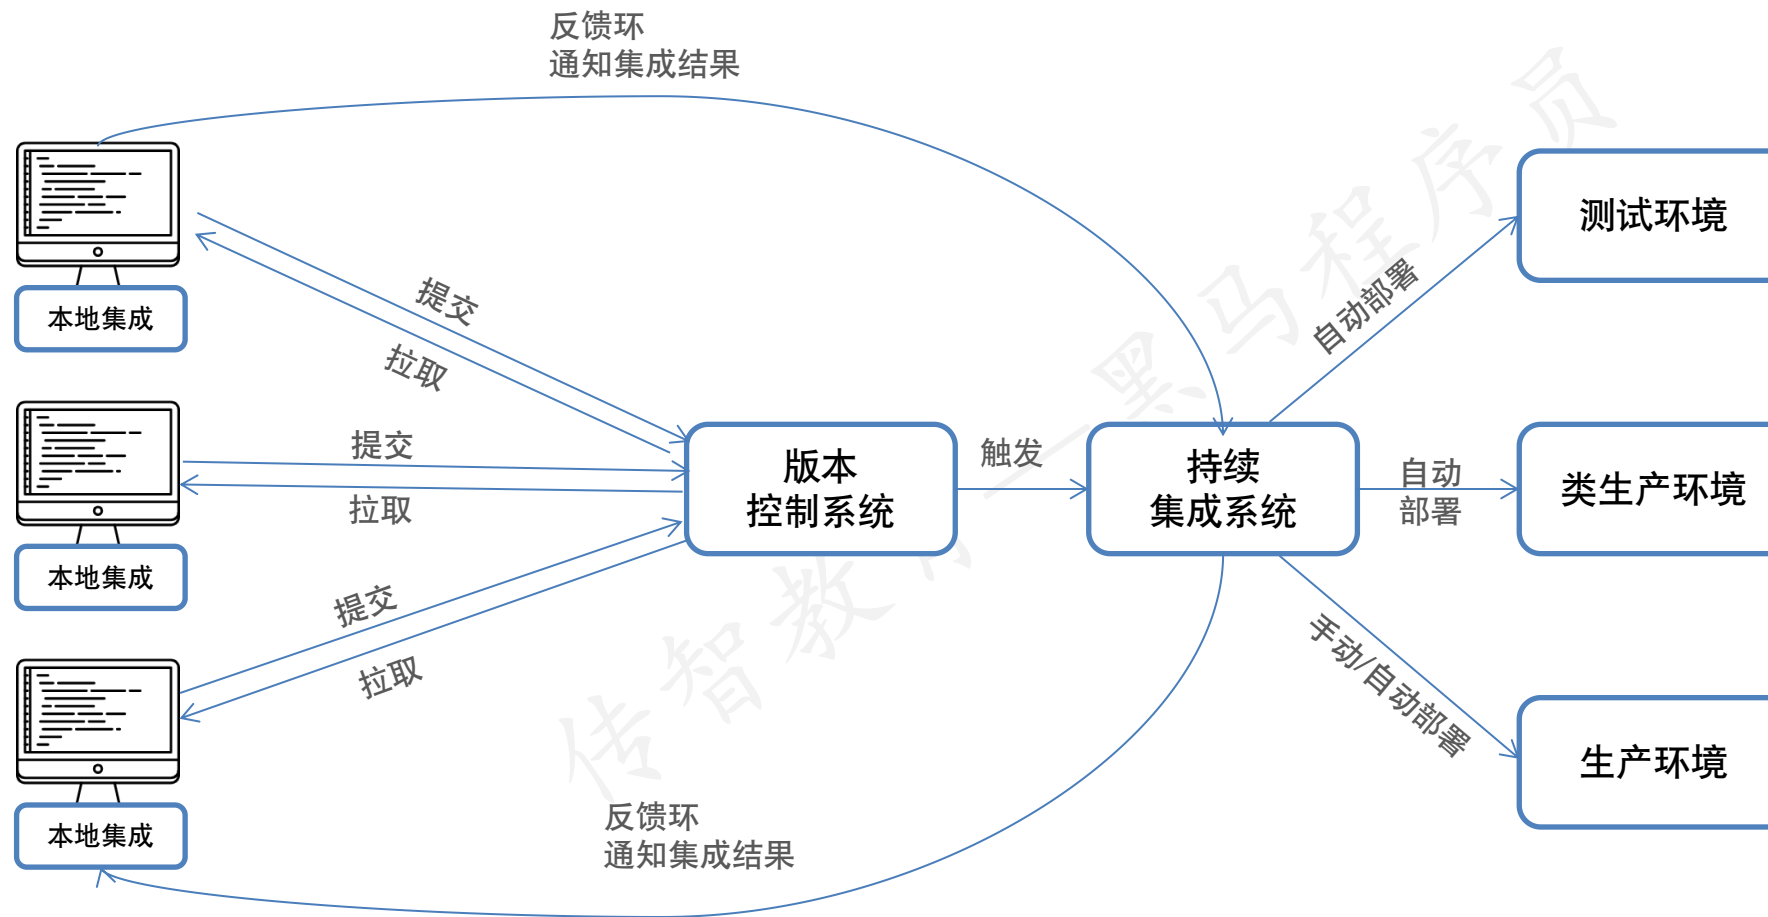 反馈环
通知集成结果
本地集成
提交
拉取
自动部署
测试环境
提交
拉取
本地集成
版本
控制系统
触发
持续
集成系统
自动
部署
类生产环境
提交
拉取
本地集成
手动/自动部署
生产环境
反馈环
通知集成结果
传智教育—黑马程序员